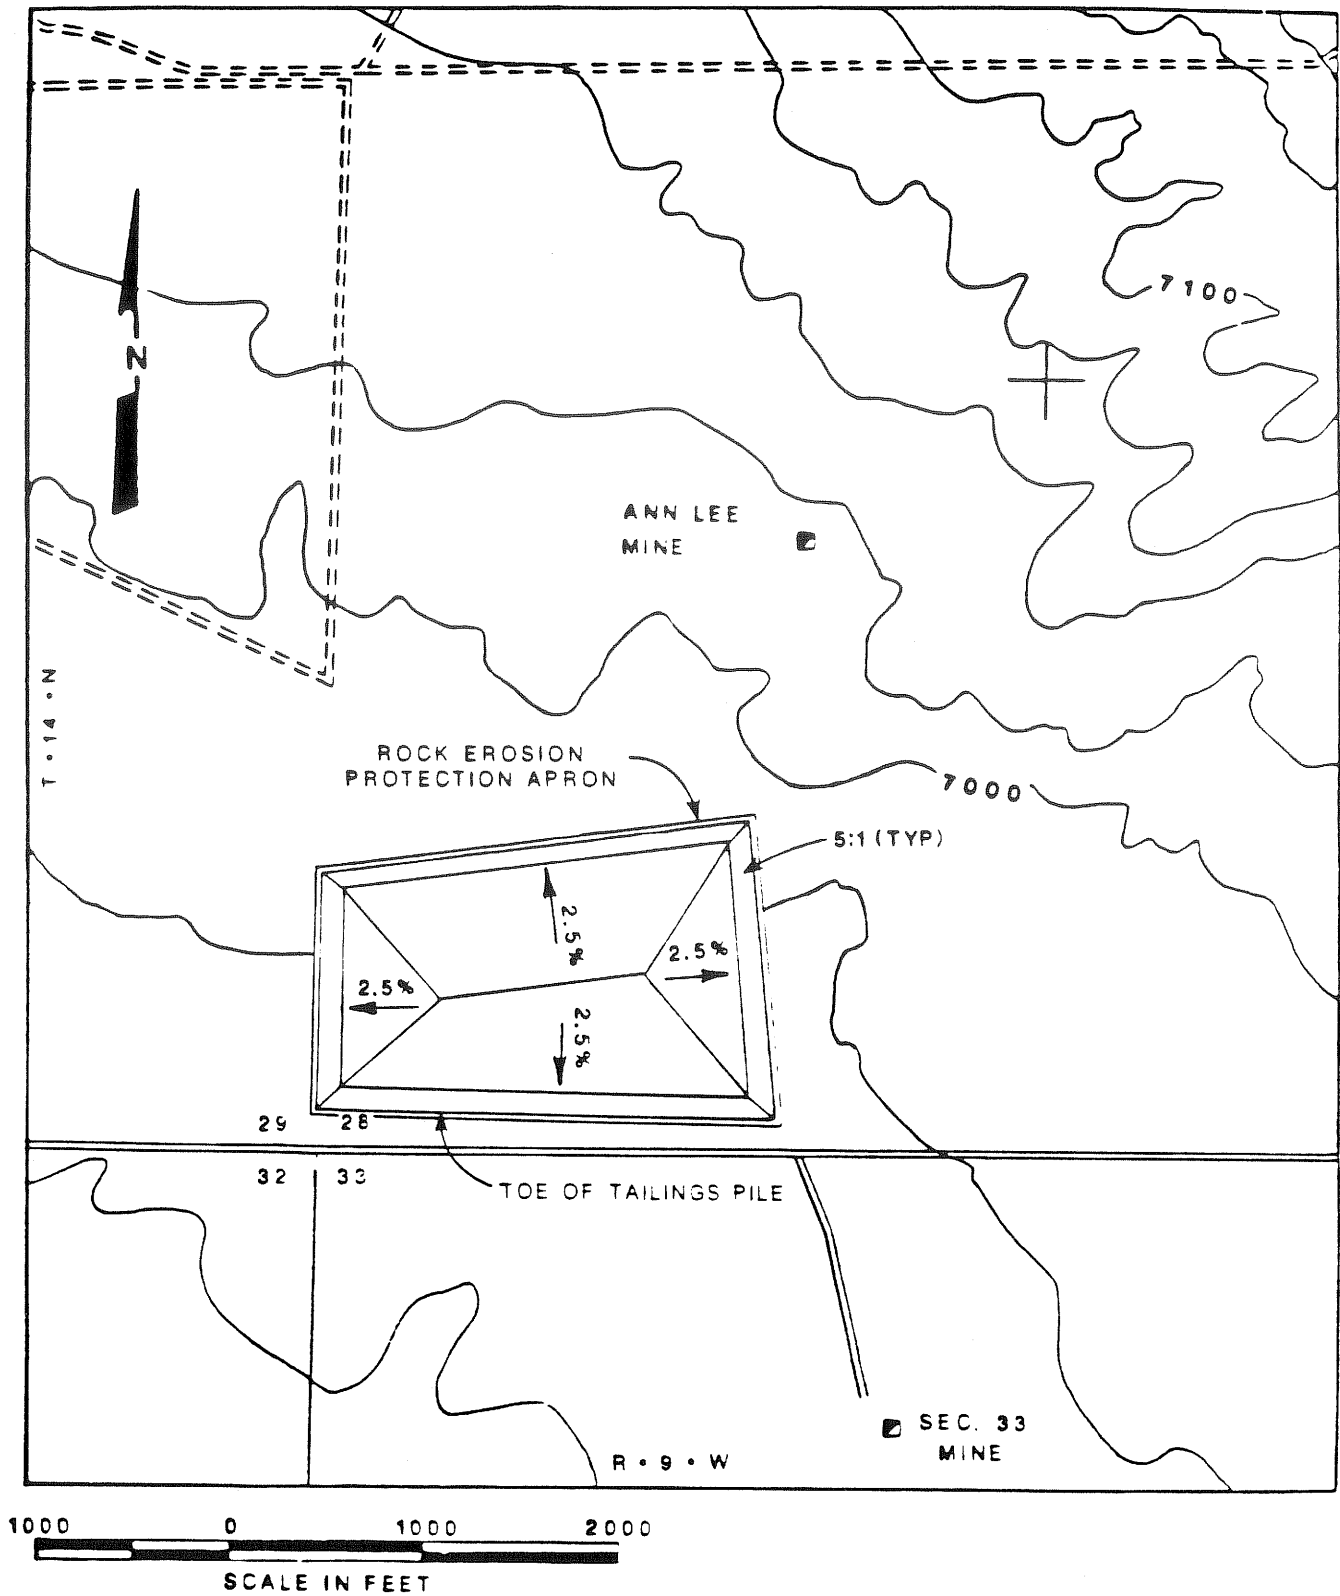 N
7100
ANN LEE
MINE
T • 14 • N
ROCK EROSION
PROTECTION APRON
7000
5:1 (TYP)
2.5%
2.5%
2.5%
2.5%
29 28
32 33
TOE OF TAILINGS PILE
SEC. 33
MINE
R • 9 • W
1000 0 1000 2000
SCALE IN FEET